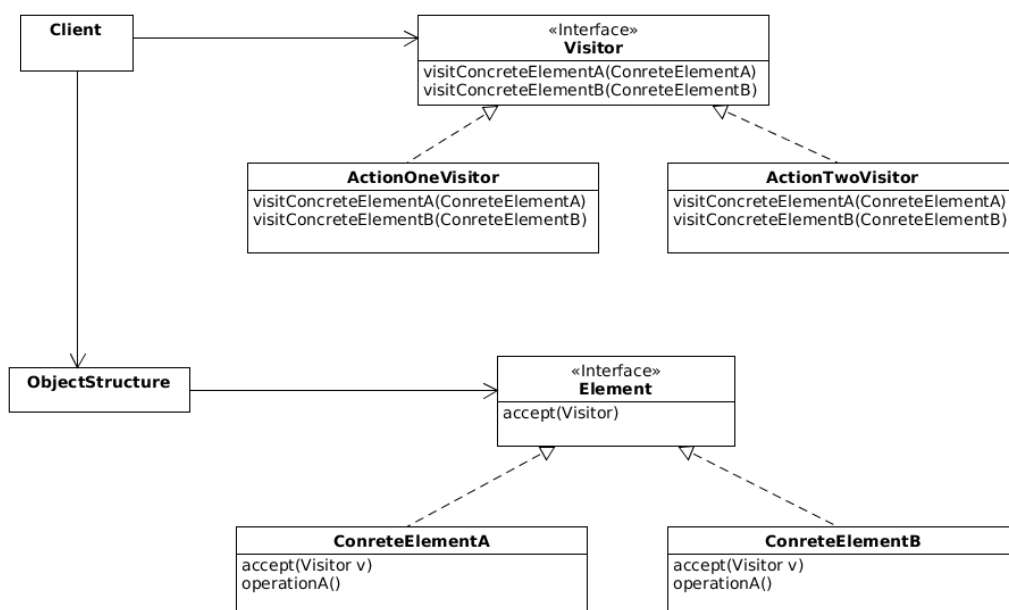 Client
«Interface»
Visitor
visitConcreteElementA(ConreteElementA)
visitConcreteElementB(ConreteElementB)
ActionOneVisitor
visitConcreteElementA(ConreteElementA)
visitConcreteElementB(ConreteElementB)
ActionTwoVisitor
visitConcreteElementA(ConreteElementA)
visitConcreteElementB(ConreteElementB)
ObjectStructure
«Interface»
Element
accept(Visitor)
ConreteElementA
accept(Visitor v)
operationA()
ConreteElementB
accept(Visitor v)
operationA()